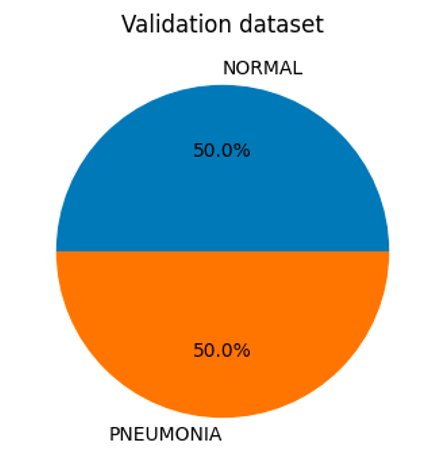 Validation dataset
NORMAL
50.0%
50.0%
PNEUMONIA